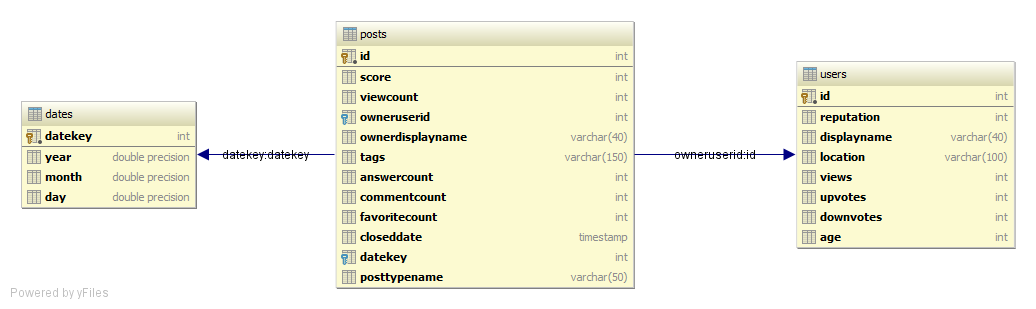 dates
datekey int
year double precision
month double precision
day double precision
datekey:datekey
posts
id int
score int
viewcount int
owneruserid int
ownerdisplayname varchar(40)
tags varchar(150)
answercount int
commentcount int
favoritecount int
closeddate timestamp
datekey int
posttypename varchar(50)
owneruserid:id
users
id int
reputation int
displayname varchar(40)
location varchar(100)
views int
upvotes int
downvotes int
age int
Powered by yFiles